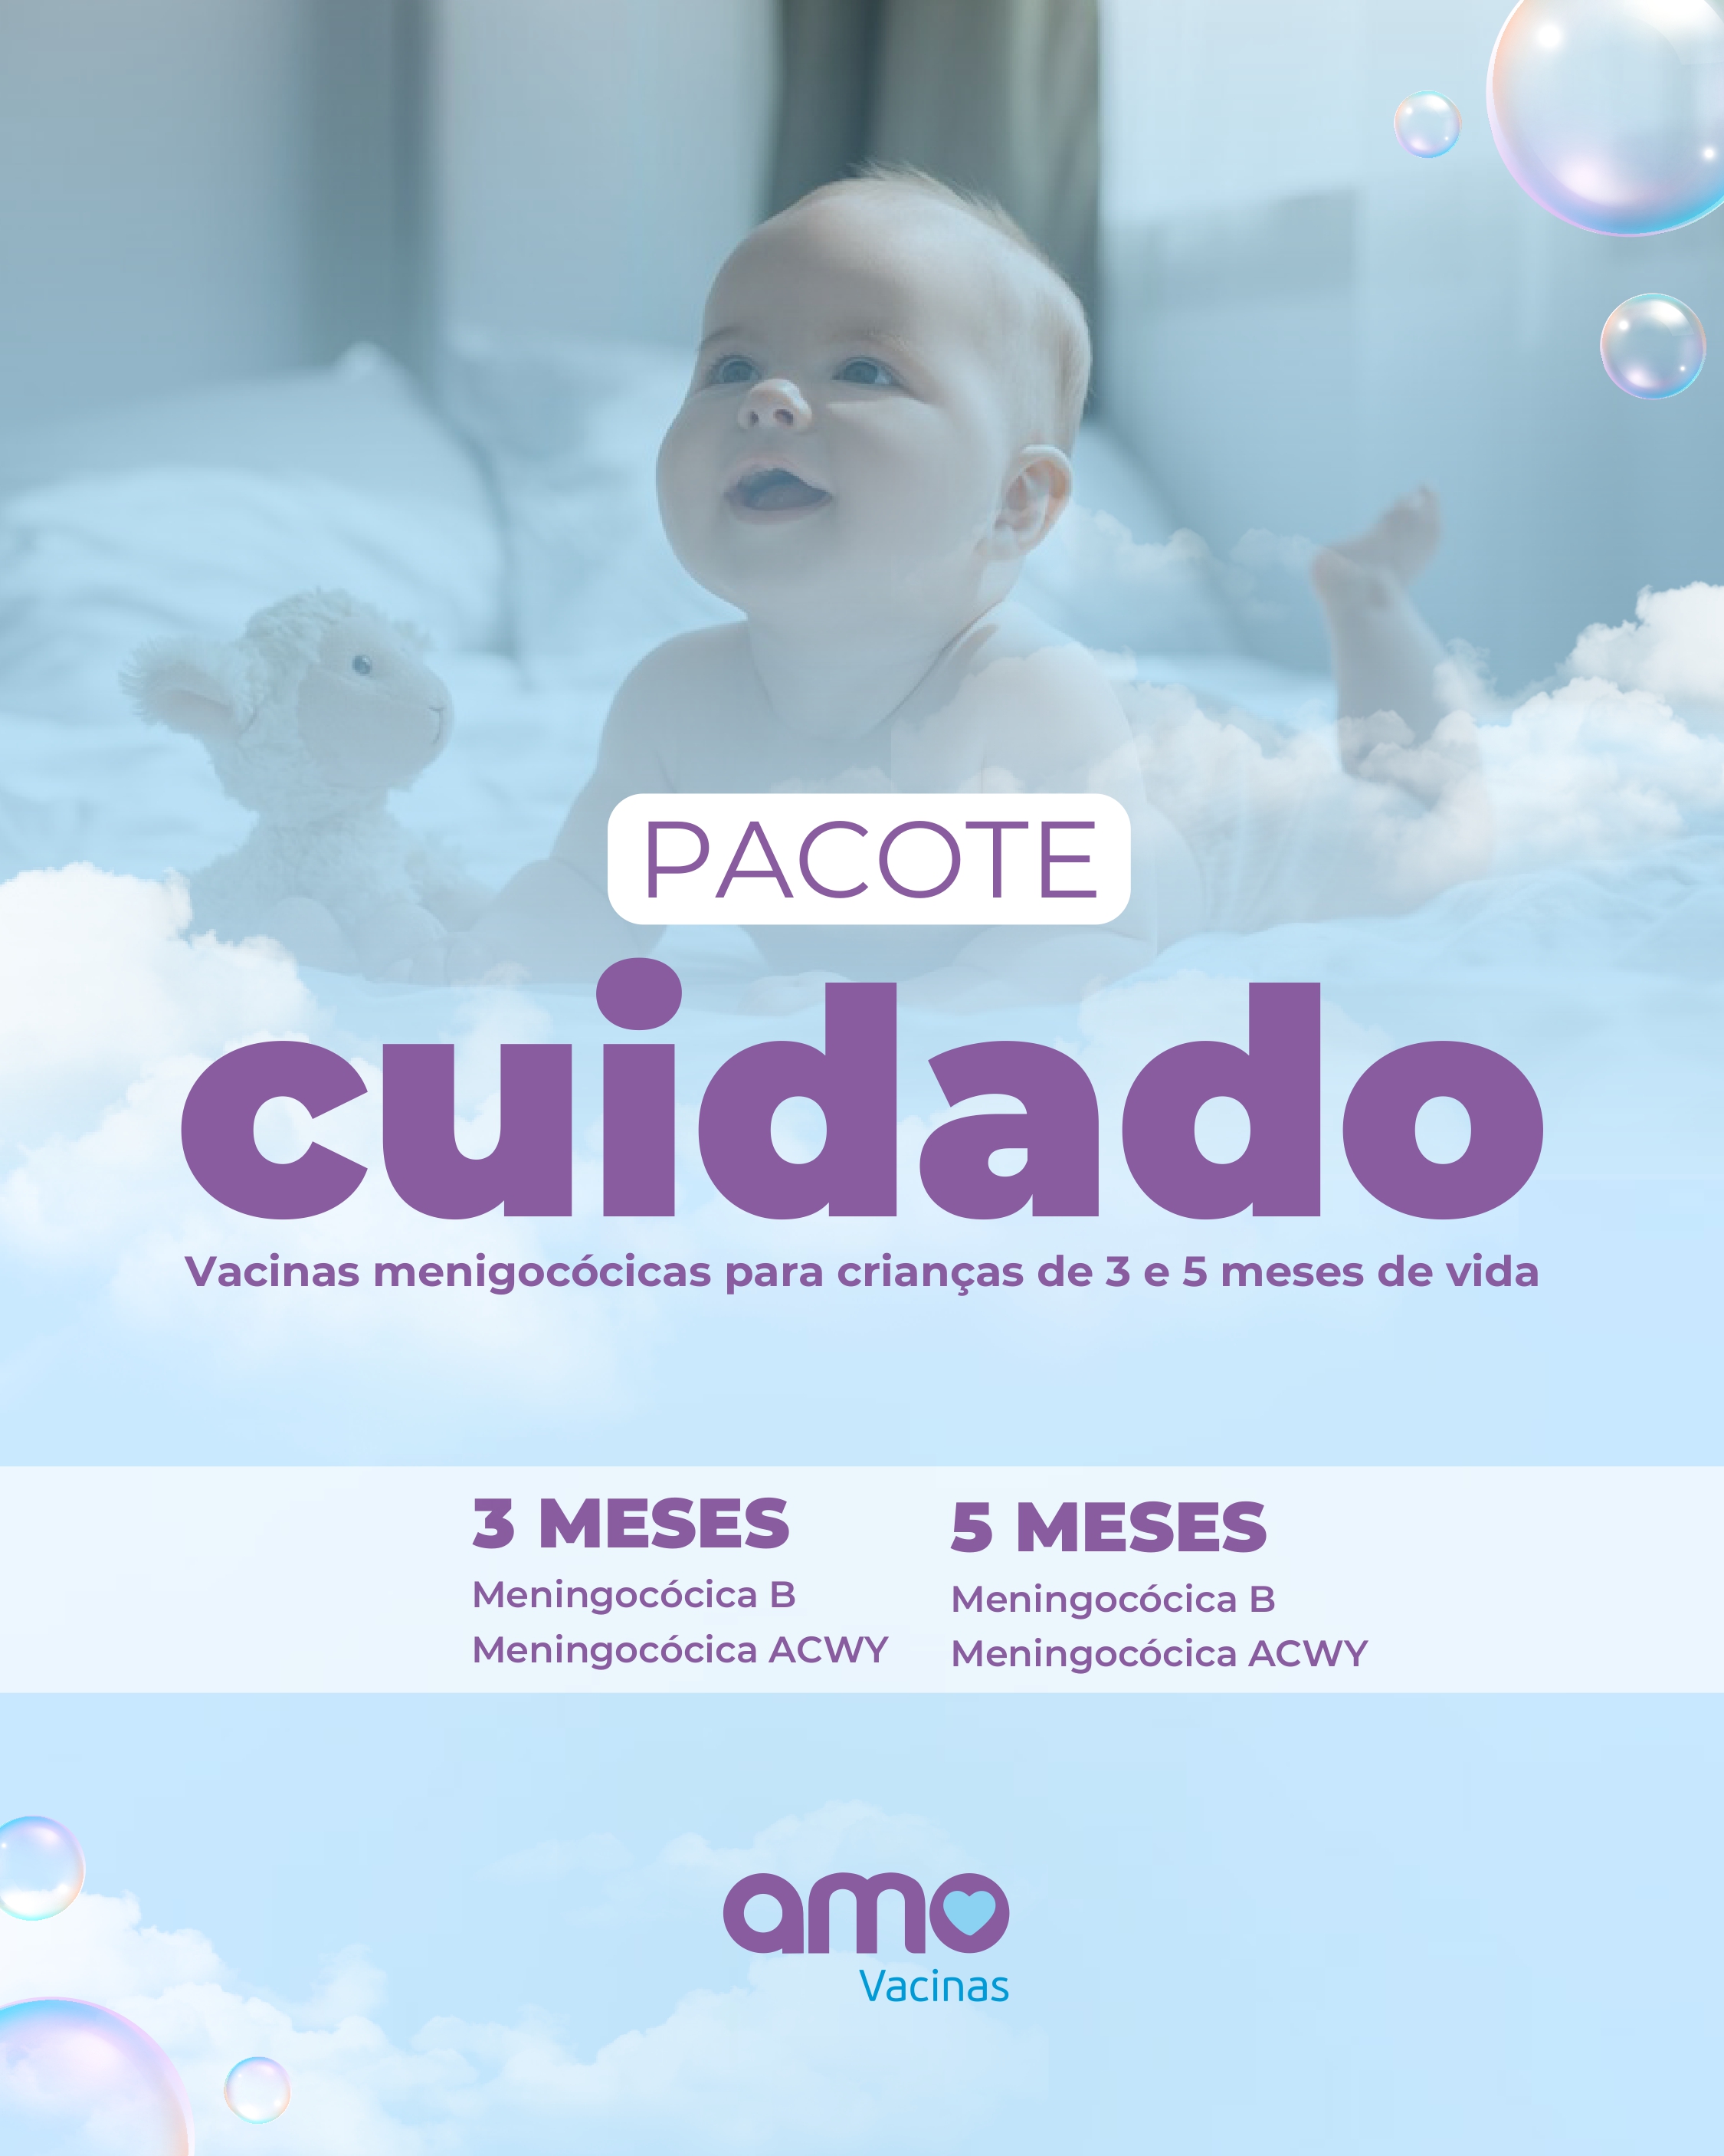 PACOTE
cuidado
Vacinas menigocócicas para crianças de 3 e 5 meses de vida
3 MESES
Meningocócica B
Meningocócica ACWY
5 MESES
Meningocócica B
Meningocócica ACWY
amo
Vacinas